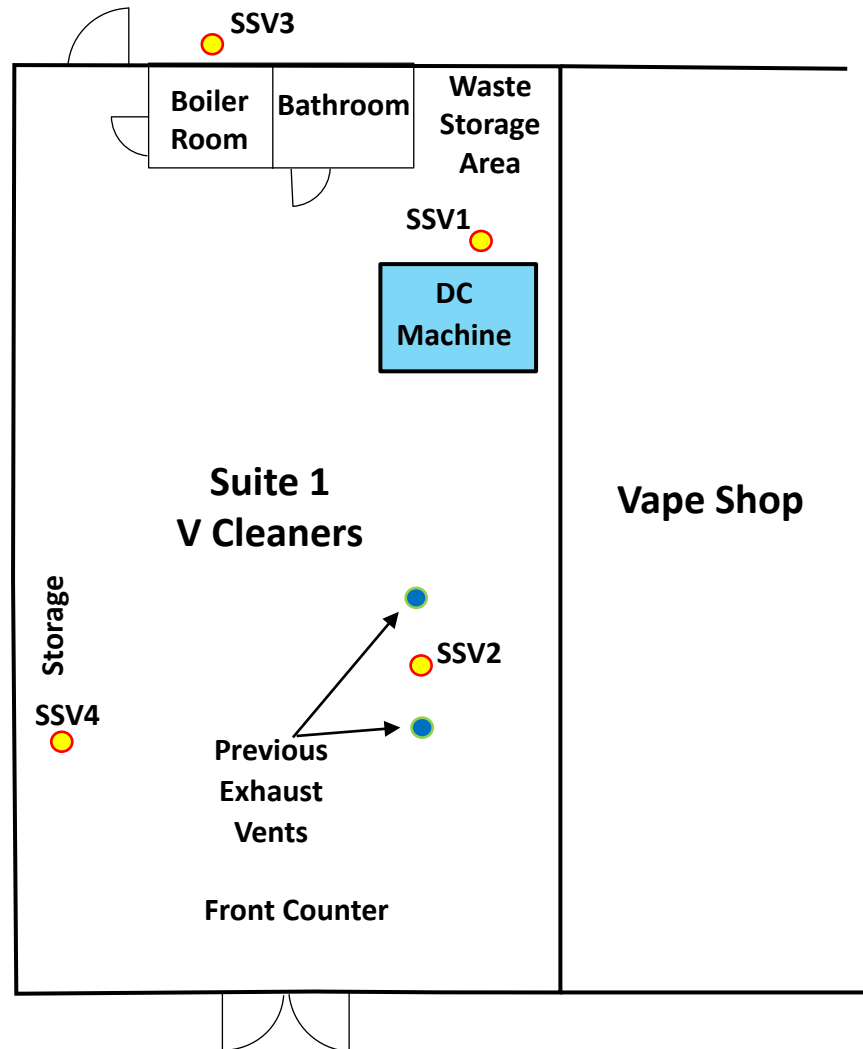 SSV3
Boiler
Room
Bathroom
Waste
Storage
Area
SSV1
DC
Machine
Suite 1
V Cleaners
Vape Shop
Storage
SSV2
SSV4
Previous
Exhaust
Vents
Front Counter